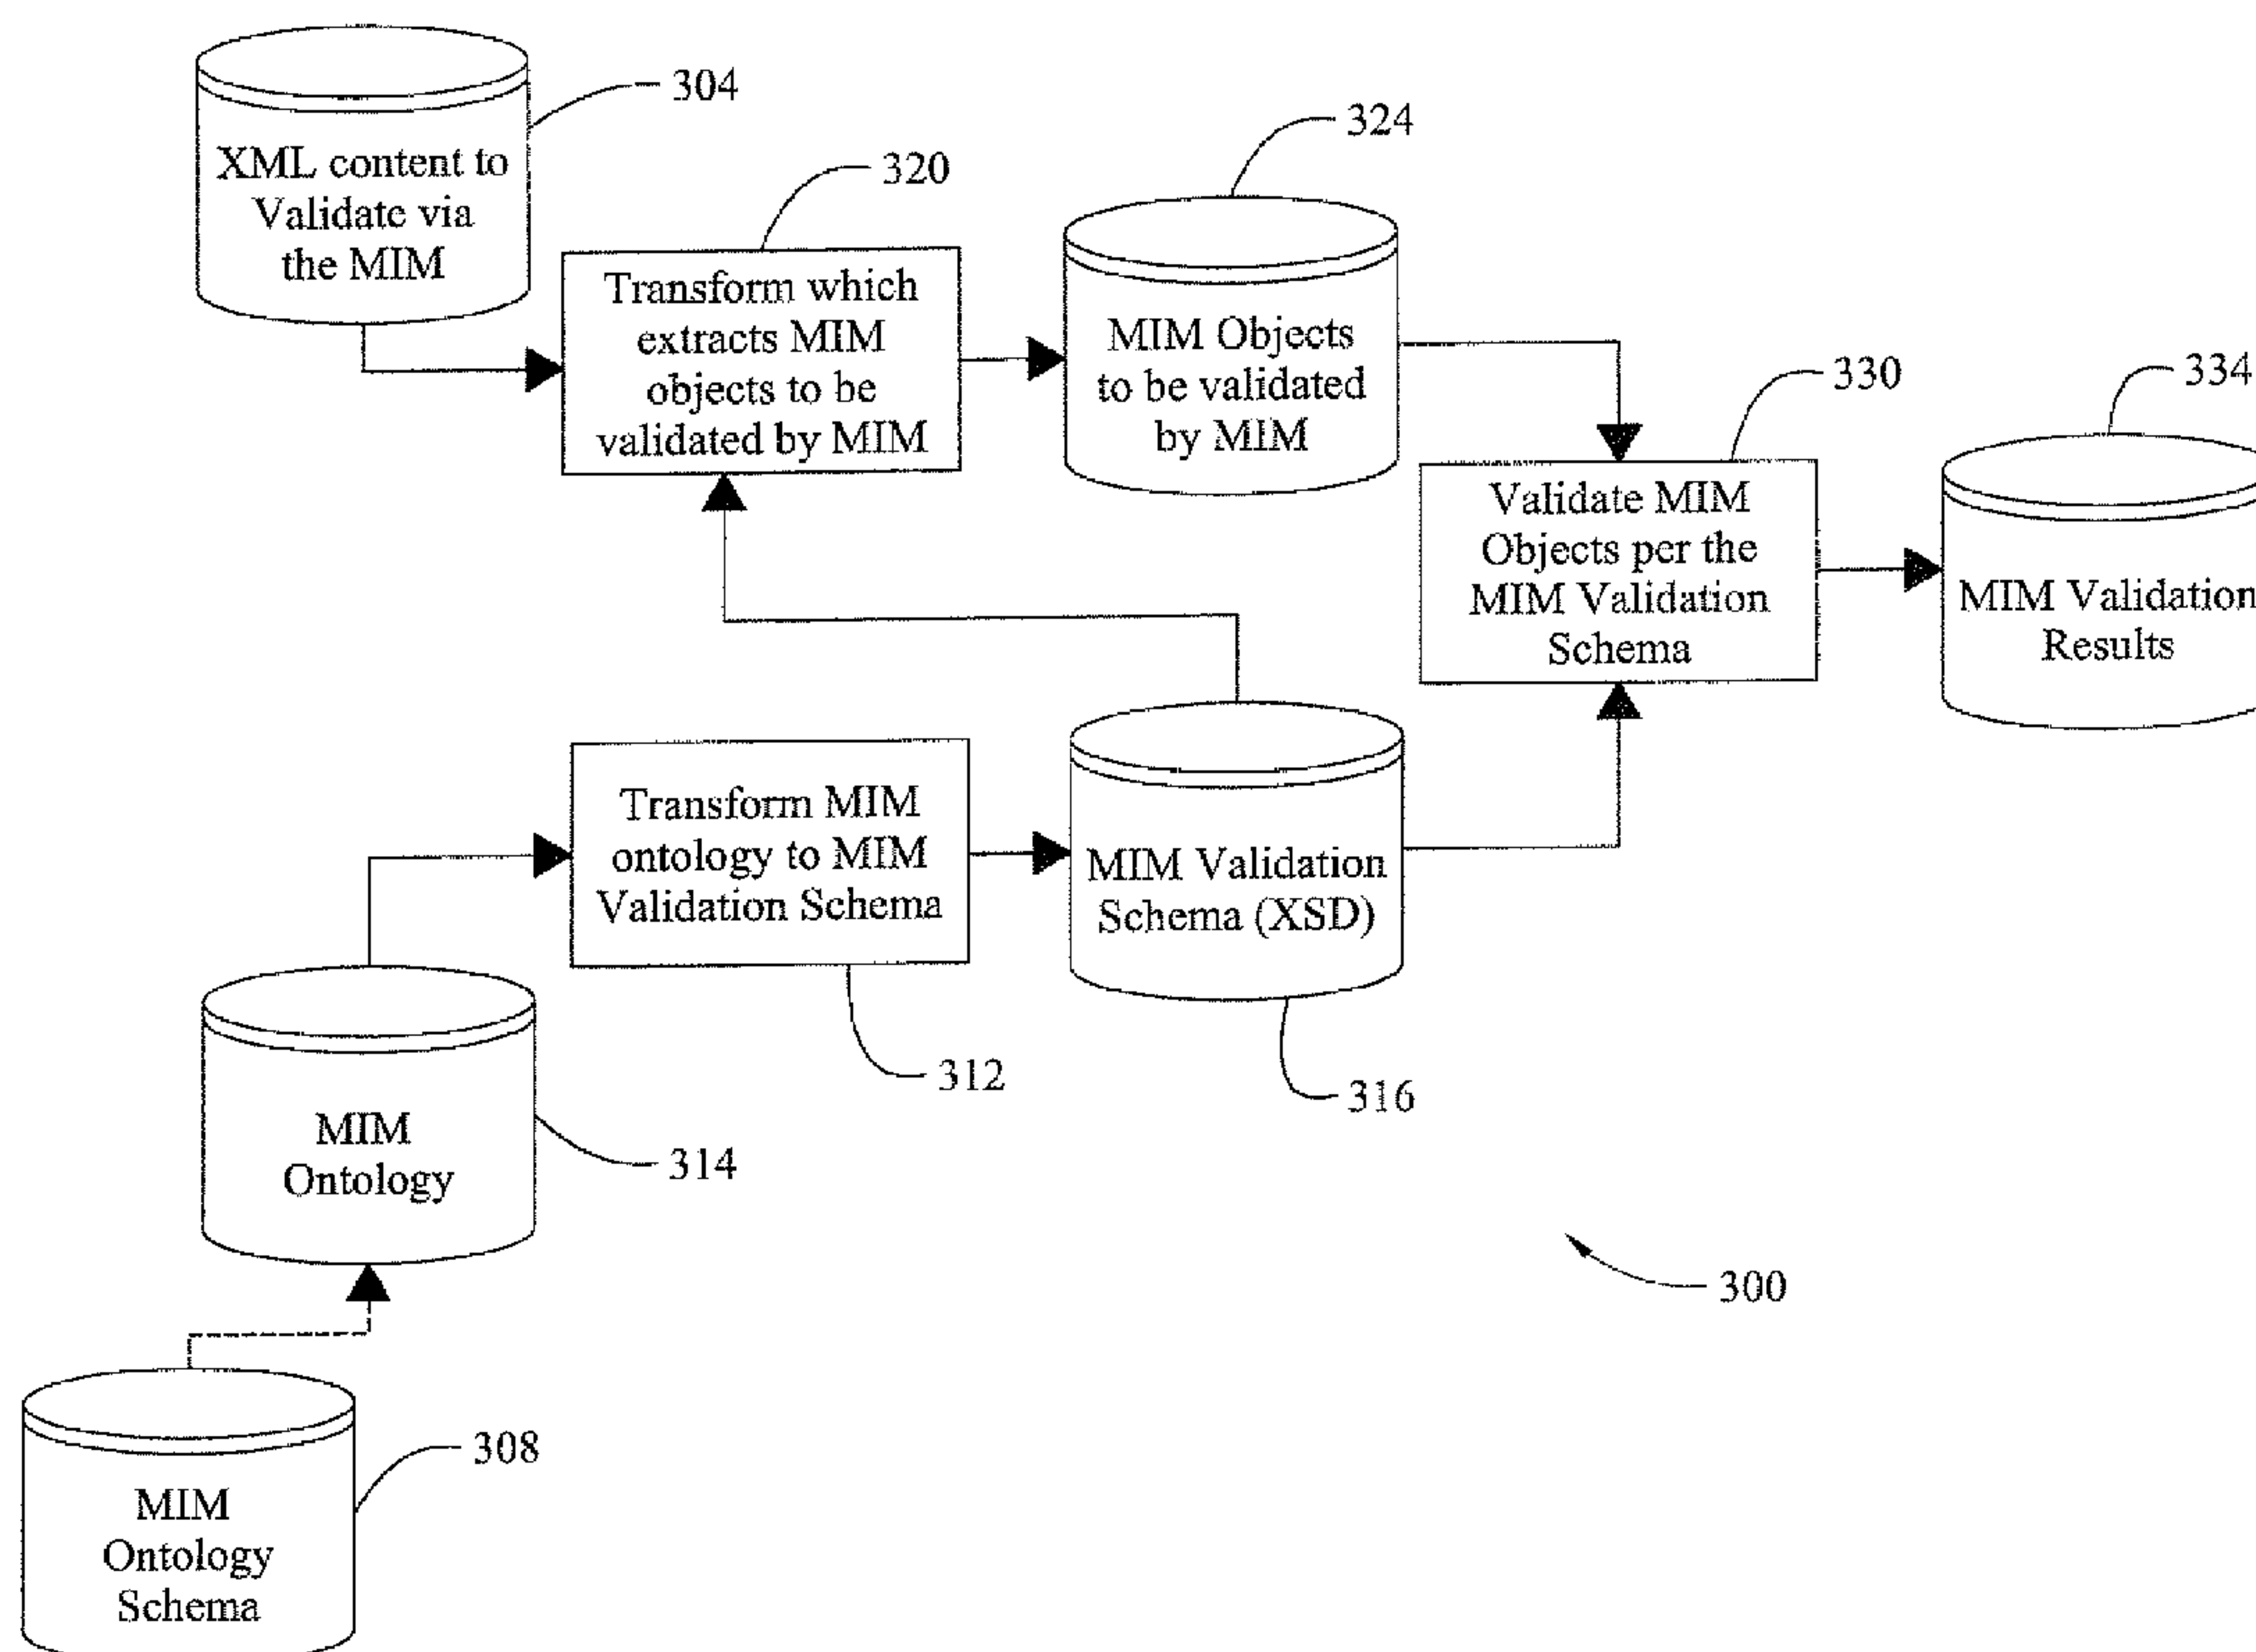 304
XML content to
Validate via
the MIM
320
Transform which
extracts MIM
objects to be
validated by MIM
324
MIM Objects
to be validated
by MIM
330
Validate MIM
Objects per the
MIM Validation
Schema
334
MIM Validation
Results
Transform MIM
ontology to MIM
Validation Schema
312
MIM Validation
Schema (XSD)
316
MIM
Ontology
314
300
MIM
Ontology
Schema
308